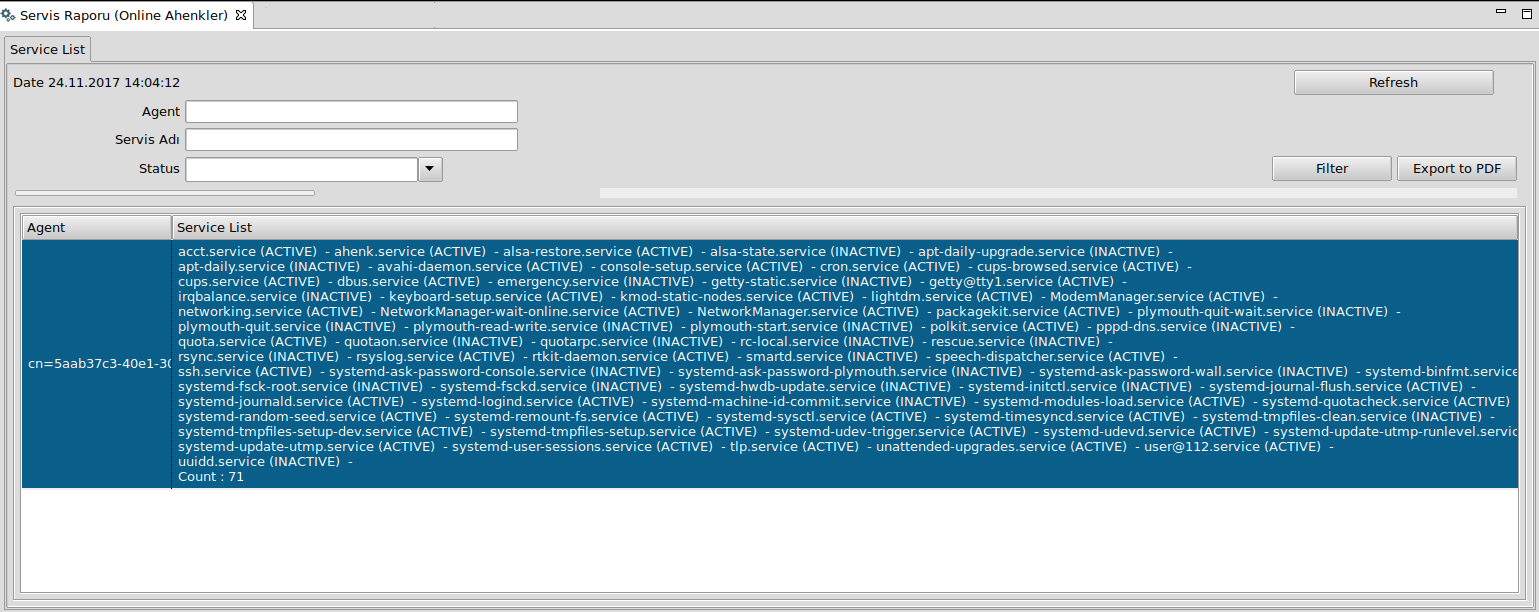 Servis Raporu (Online Ahenkler)
Service List
Date 24.11.2017 14:04:12
Refresh
Agent
Servis Adı
Status
Filter
Export to PDF
Agent Service List
acct.service (ACTIVE) - ahenk.service (ACTIVE) - alsa-restore.service (ACTIVE) - alsa-state.service (INACTIVE) - apt-daily-upgrade.service (INACTIVE) -
apt-daily.service (INACTIVE) - avahi-daemon.service (ACTIVE) - console-setup.service (ACTIVE) - cron.service (ACTIVE) - cups-browsed.service (ACTIVE) -
cups.service (ACTIVE) - dbus.service (ACTIVE) - emergency.service (INACTIVE) - getty-static.service (INACTIVE) - getty@tty1.service (ACTIVE) -
irqbalance.service (INACTIVE) - keyboard-setup.service (ACTIVE) - kmod-static-nodes.service (ACTIVE) - lightdm.service (ACTIVE) - ModemManager.service (ACTIVE) -
networking.service (ACTIVE) - NetworkManager-wait-online.service (ACTIVE) - NetworkManager.service (ACTIVE) - packagekit.service (ACTIVE) - plymouth-quit-wait.service (INACTIVE) -
plymouth-quit.service (INACTIVE) - plymouth-read-write.service (INACTIVE) - plymouth-start.service (INACTIVE) - polkit.service (ACTIVE) - pppd-dns.service (INACTIVE) -
quota.service (ACTIVE) - quotaon.service (INACTIVE) - quotarpc.service (ACTIVE) - rc-local.service (INACTIVE) - rescue.service (INACTIVE) -
rsync.service (INACTIVE) - rsyslog.service (ACTIVE) - rtkit-daemon.service (ACTIVE) - smartd.service (ACTIVE) - speech-dispatcher.service (ACTIVE) -
cn=5aab37c3-40e1-30
ssh.service (ACTIVE) - systemd-ask-password-console.service (INACTIVE) - systemd-ask-password-plymouth.service (INACTIVE) - systemd-ask-password-wall.service (INACTIVE) - systemd-binfmt.service
systemd-fsck-root.service (INACTIVE) - systemd-fsckd.service (INACTIVE) - systemd-hwdb-update.service (INACTIVE) - systemd-initctl.service (INACTIVE) - systemd-journal-flush.service (ACTIVE) -
systemd-journald.service (ACTIVE) - systemd-logind.service (ACTIVE) - systemd-machine-id-commit.service (INACTIVE) - systemd-modules-load.service (ACTIVE) - systemd-quotacheck.service (ACTIVE)
systemd-random-seed.service (ACTIVE) - systemd-remount-fs.service (ACTIVE) - systemd-sysctl.service (ACTIVE) - systemd-timesyncd.service (ACTIVE) - systemd-tmpfiles-clean.service (INACTIVE) -
systemd-tmpfiles-setup-dev.service (ACTIVE) - systemd-tmpfiles-setup.service (ACTIVE) - systemd-udev-trigger.service (ACTIVE) - systemd-udevd.service (ACTIVE) - systemd-update-utmp-runlevel.servic
systemd-update-utmp.service (ACTIVE) - systemd-user-sessions.service (ACTIVE) - tlp.service (ACTIVE) - unattended-upgrades.service (ACTIVE) - user@112.service (ACTIVE) -
uuidd.service (INACTIVE) -
Count : 71